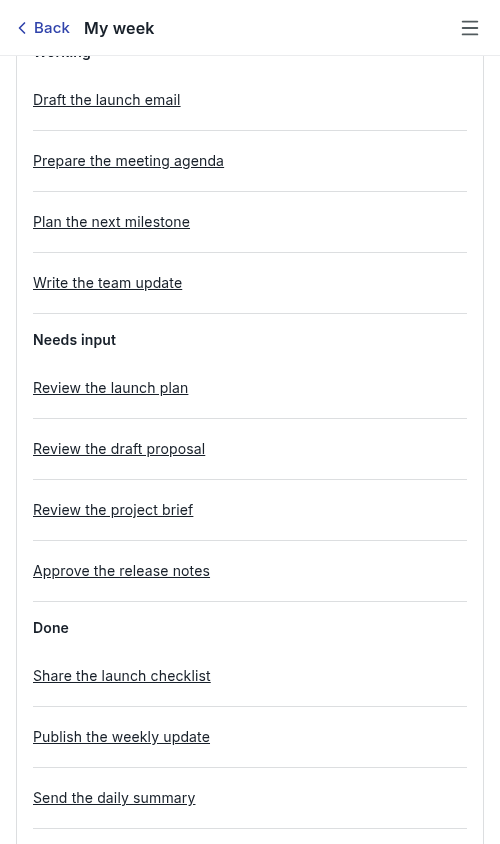 Back My week
Working
Draft the launch email
Prepare the meeting agenda
Plan the next milestone
Write the team update
Needs input
Review the launch plan
Review the draft proposal
Review the project brief
Approve the release notes
Done
Share the launch checklist
Publish the weekly update
Send the daily summary